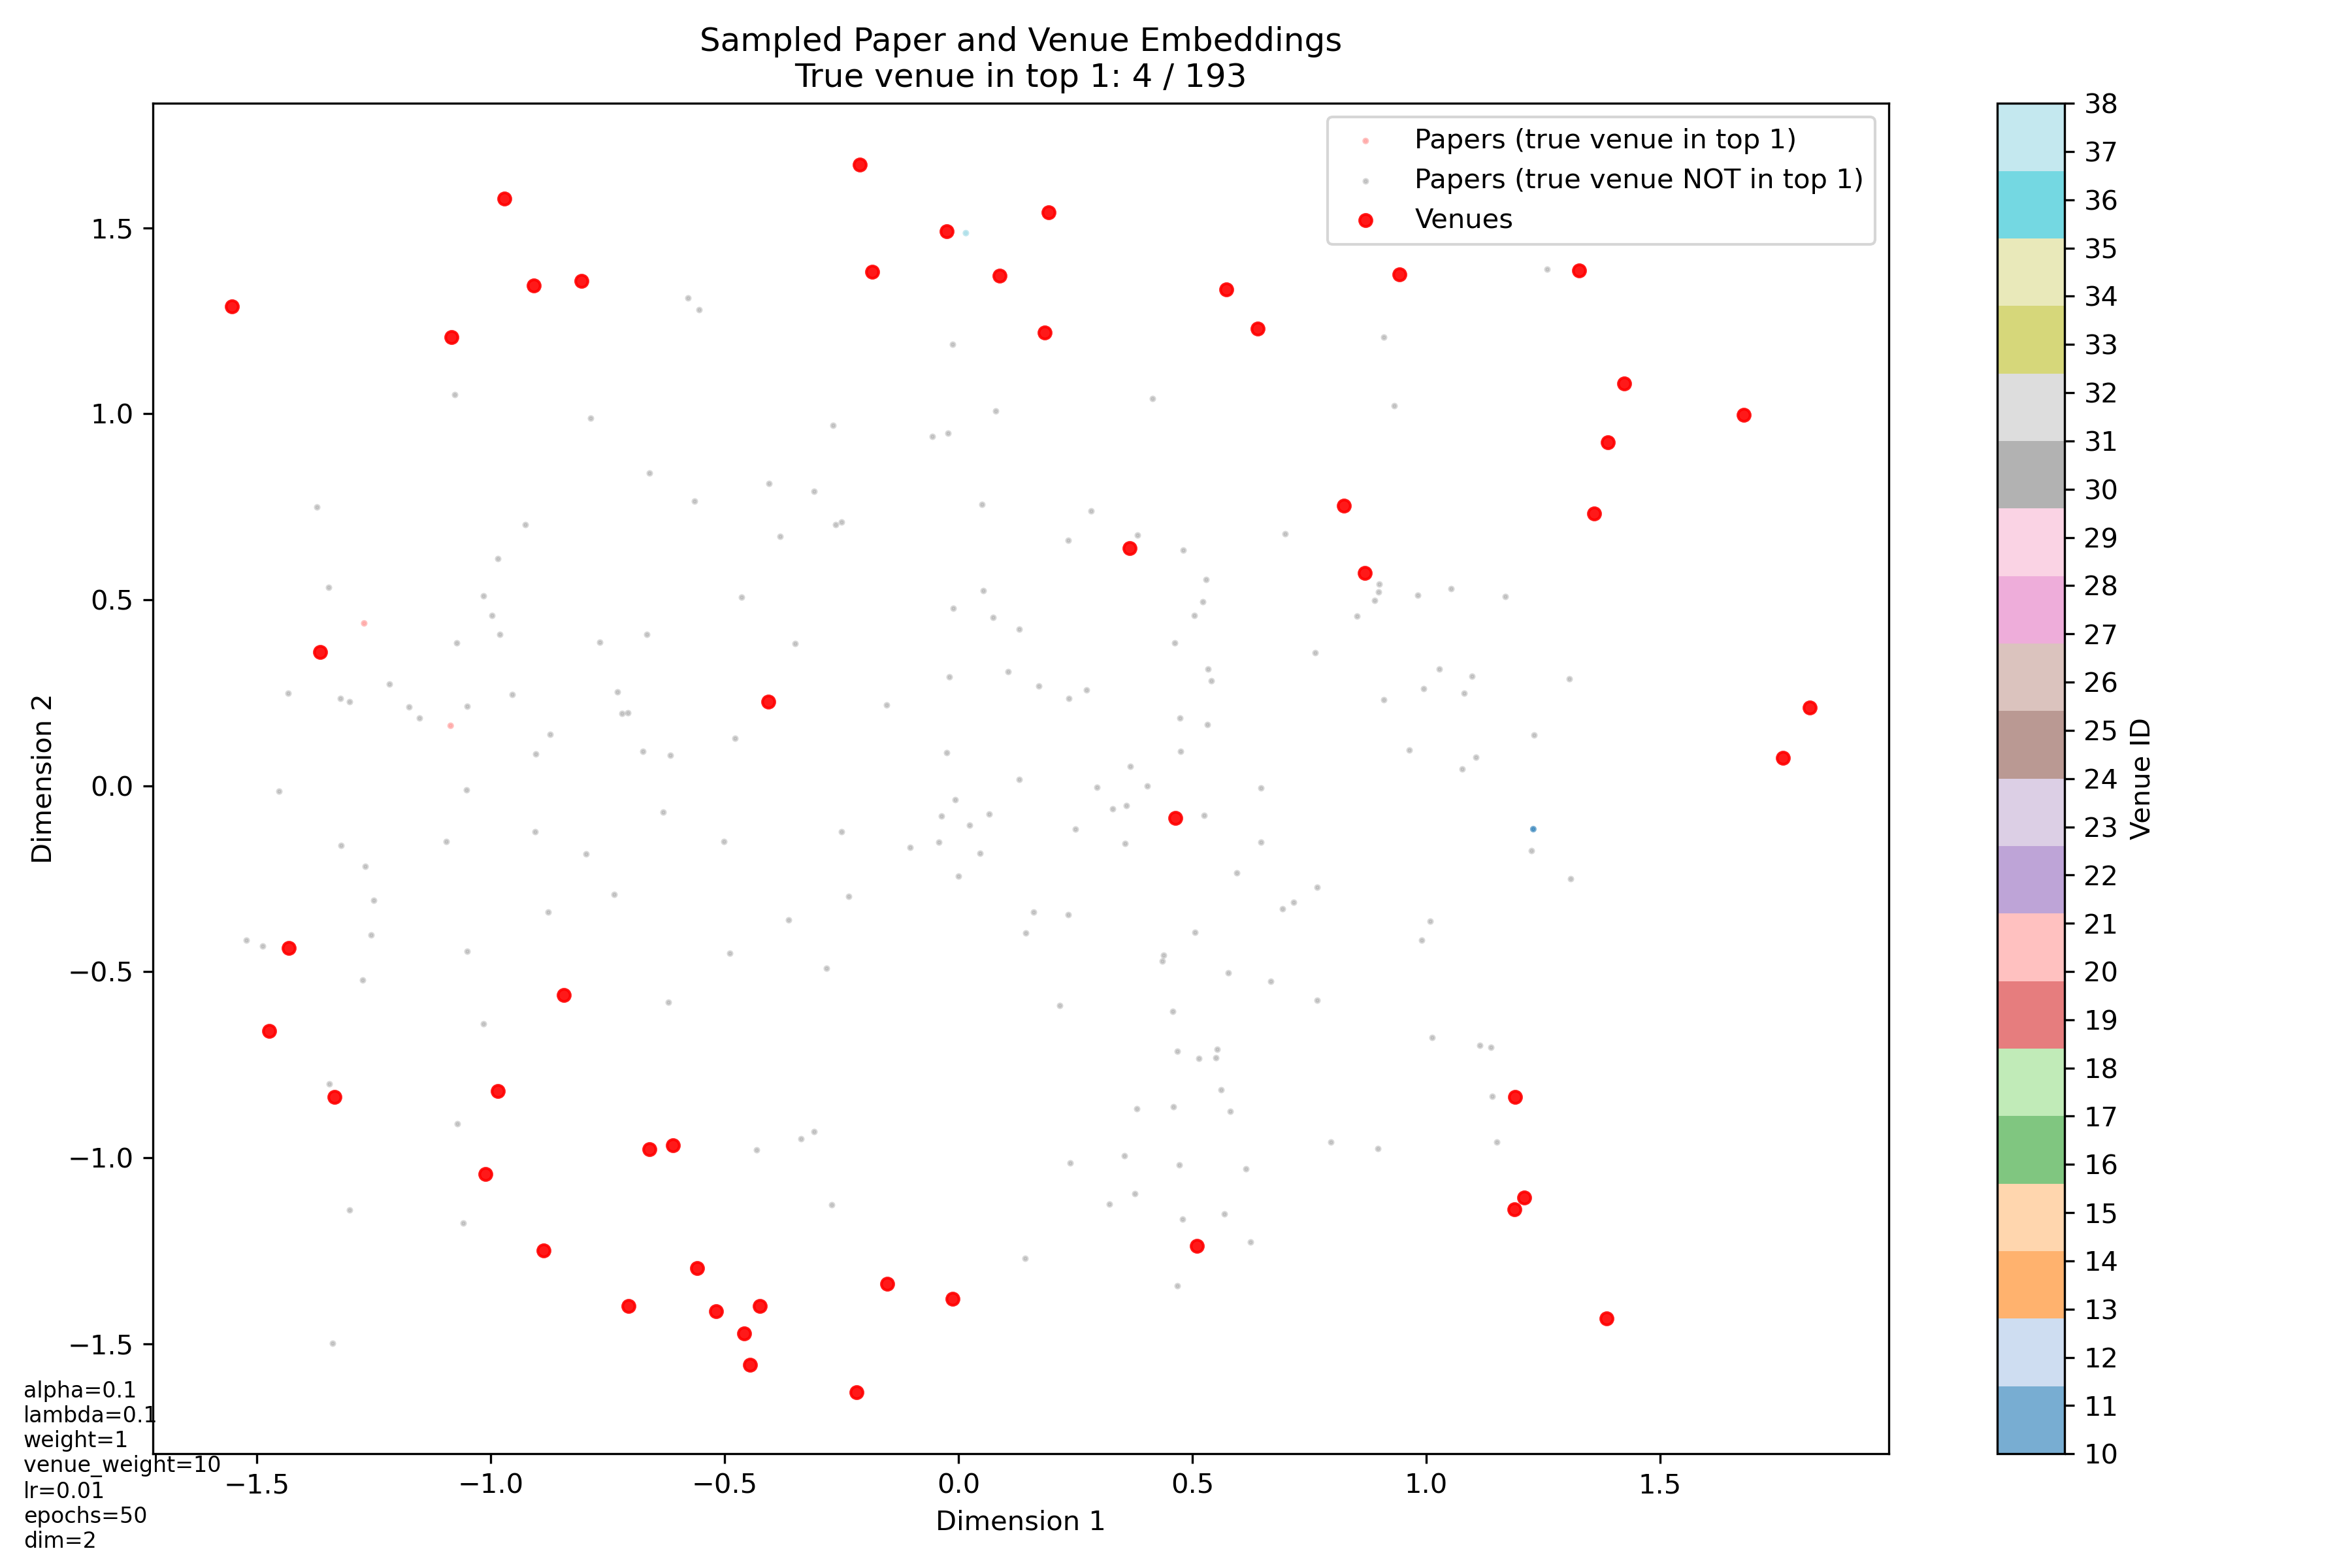 Sampled Paper and Venue Embeddings
True venue in top 1: 4 / 193
Papers (true venue in top 1)
Papers (true venue NOT in top 1)
Venues
1.5
1.0
0.5
0.0
−0.5
−1.0
−1.5
Dimension 2
−1.5
−1.0
−0.5
0.0
0.5
1.0
1.5
Dimension 1
alpha=0.1
lambda=0.1
weight=1
venue_weight=10
lr=0.01
epochs=50
dim=2
38
37
36
35
34
33
32
31
30
29
28
27
26
25
24
23
22
21
20
19
18
17
16
15
14
13
12
11
10
Venue ID